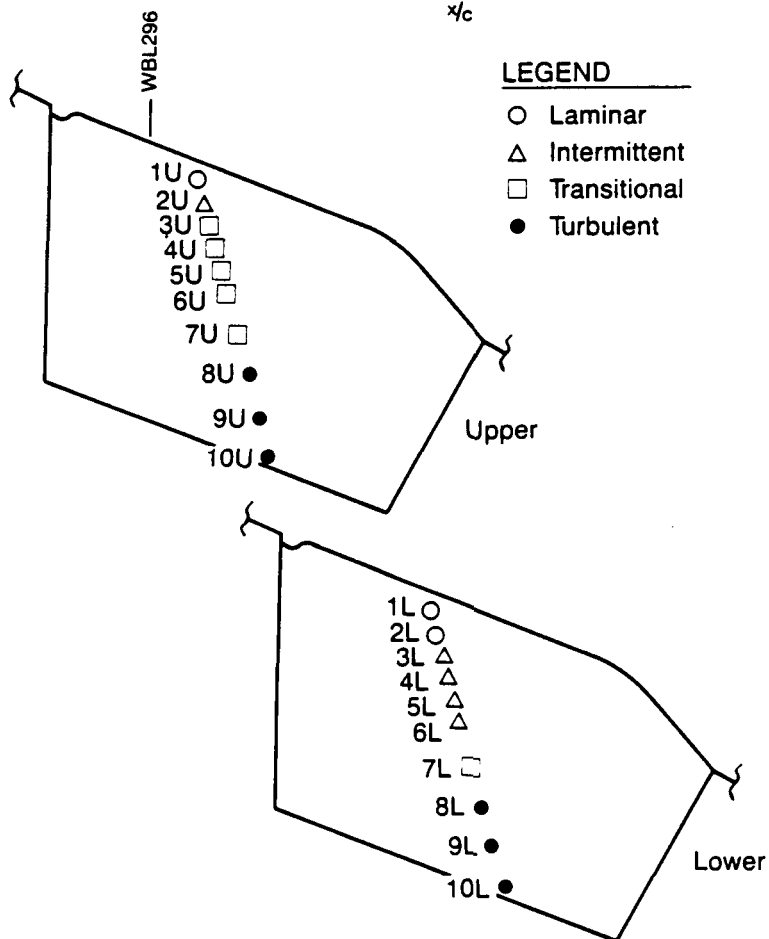 x/c
WBL296
LEGEND
Laminar
Intermittent
Transitional
Turbulent
1U
2U
3U
4U
5U
6U
7U
8U
9U
10U
Upper
1L
2L
3L
4L
5L
6L
7L
8L
9L
10L
Lower